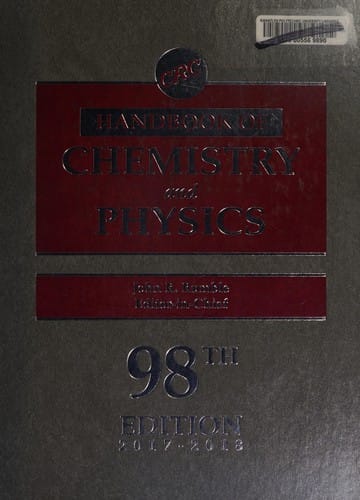 CRC
HANDBOOK OF
CHEMISTRY
and
PHYSICS
John R. Rumble
Editor-in-Chief
98TH
EDITION
2017-2018